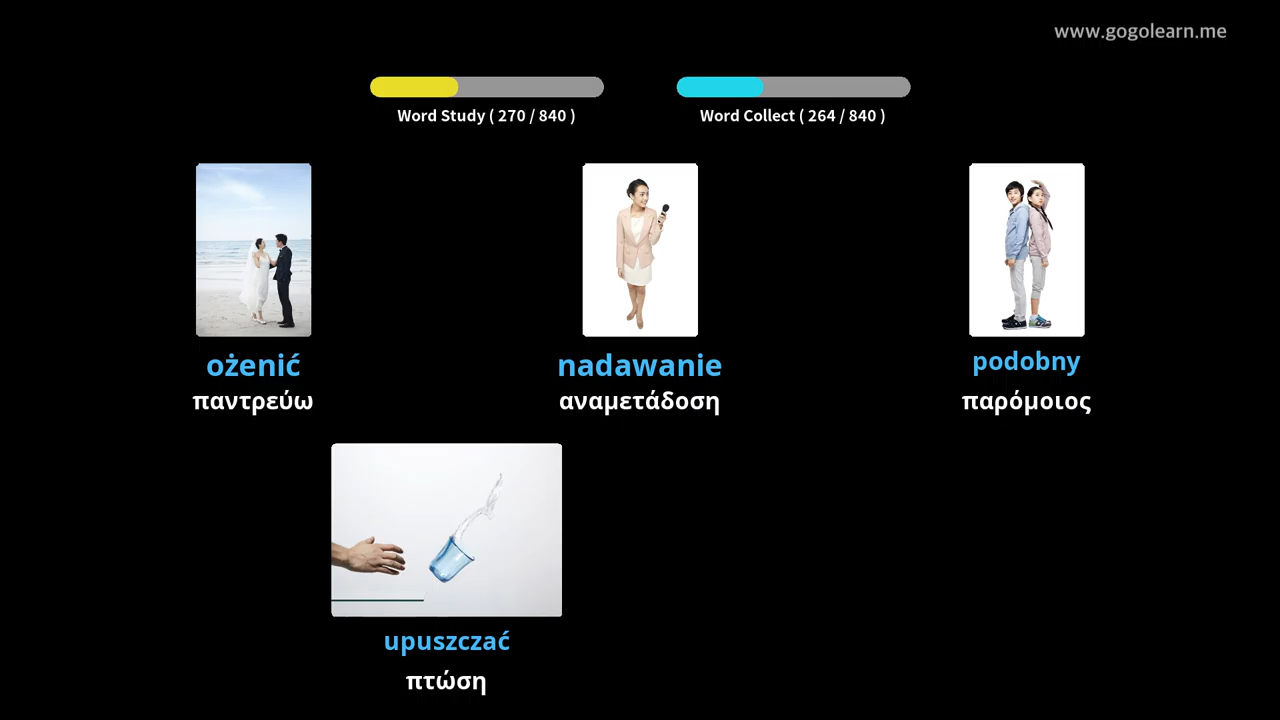 www.gogolearn.me
Word Study ( 270 / 840 )
Word Collect ( 264 / 840 )
ożenić
παντρεύω
nadawanie
αναμετάδοση
podobny
παρόμοιος
upuszczać
πτώση